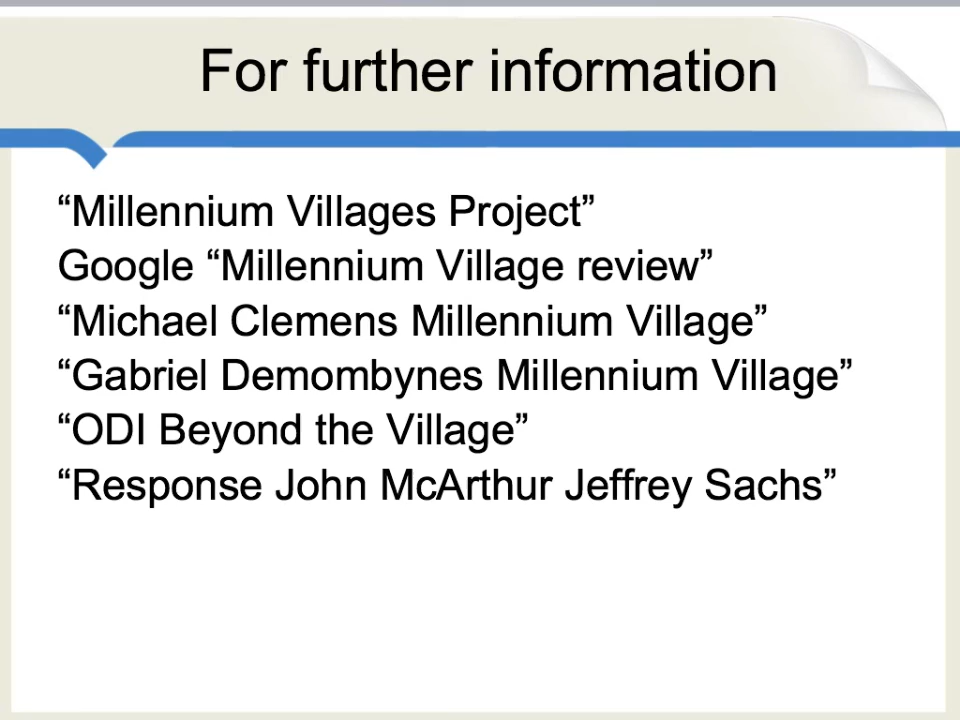 For further information
“Millennium Villages Project”
Google “Millennium Village review”
“Michael Clemens Millennium Village”
“Gabriel Demombynes Millennium Village”
“ODI Beyond the Village”
“Response John McArthur Jeffrey Sachs”